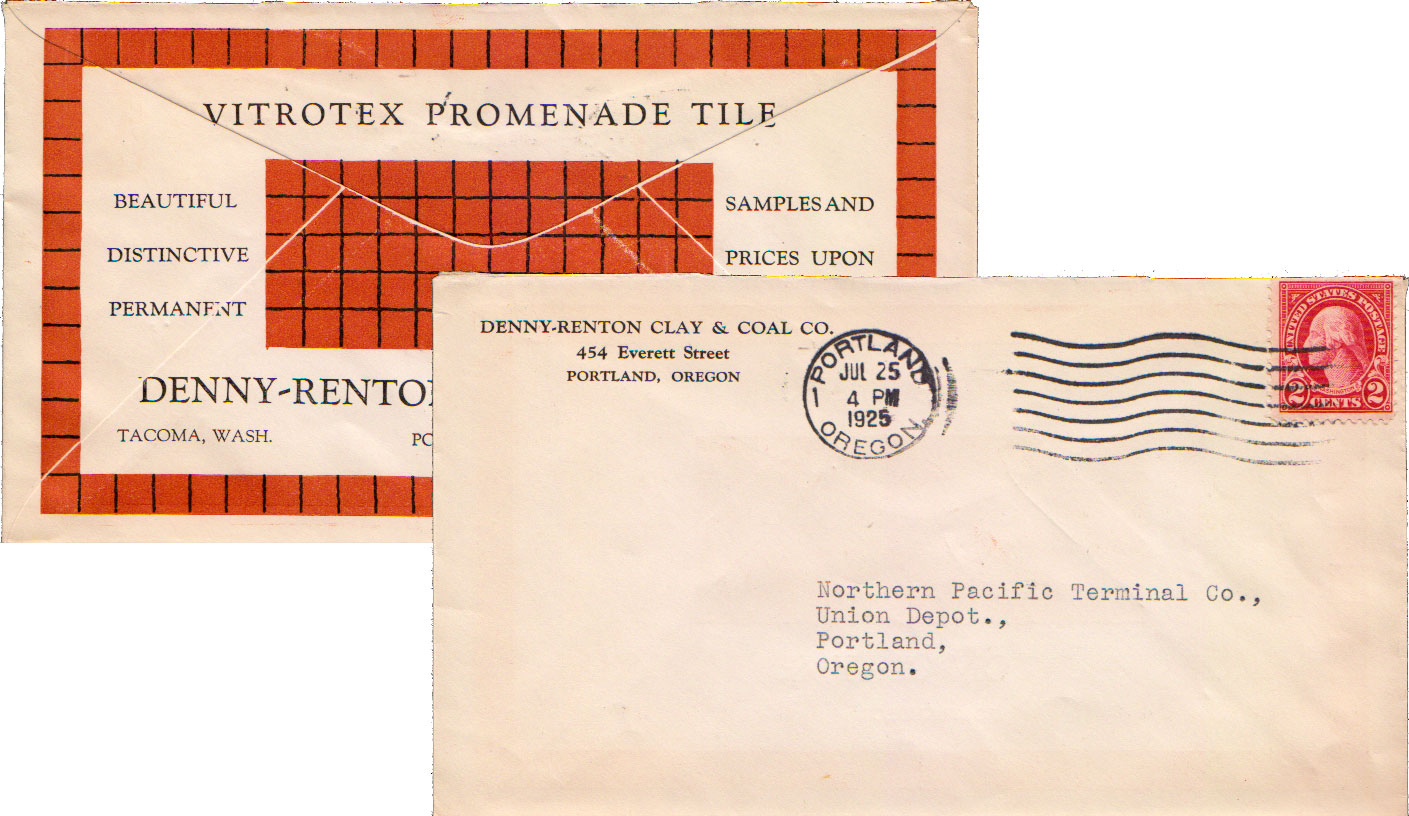 VITROTEX PROMENADE TILE
BEAUTIFUL
DISTINCTIVE
PERMANENT
SAMPLES AND
PRICES UPON
DENNY-RENTO
TACOMA, WASH.
PO
DENNY-RENTON CLAY & COAL CO.
454 Everett Street
PORTLAND, OREGON
PORTLAND
JUL 25
4 PM
1925
OREGON
UNITED STATES POSTAGE
2 CENTS 2
Northern Pacific Terminal Co.,
Union Depot.,
Portland,
Oregon.